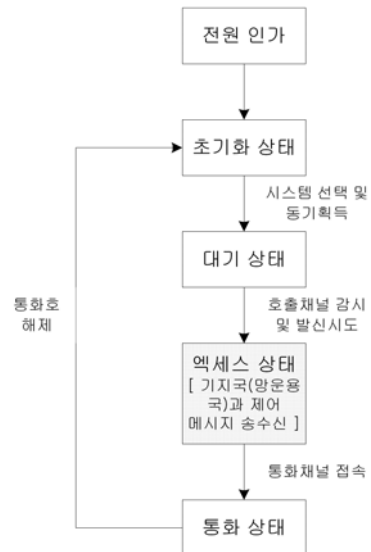 전원 인가
초기화 상태
시스템 선택 및
동기획득
대기 상태
호출채널 감시
및 발신시도
통화호
해제
엑세스 상태
[ 기지국(망운용
국)과 제어
메시지 송수신 ]
통화채널 접속
통화 상태